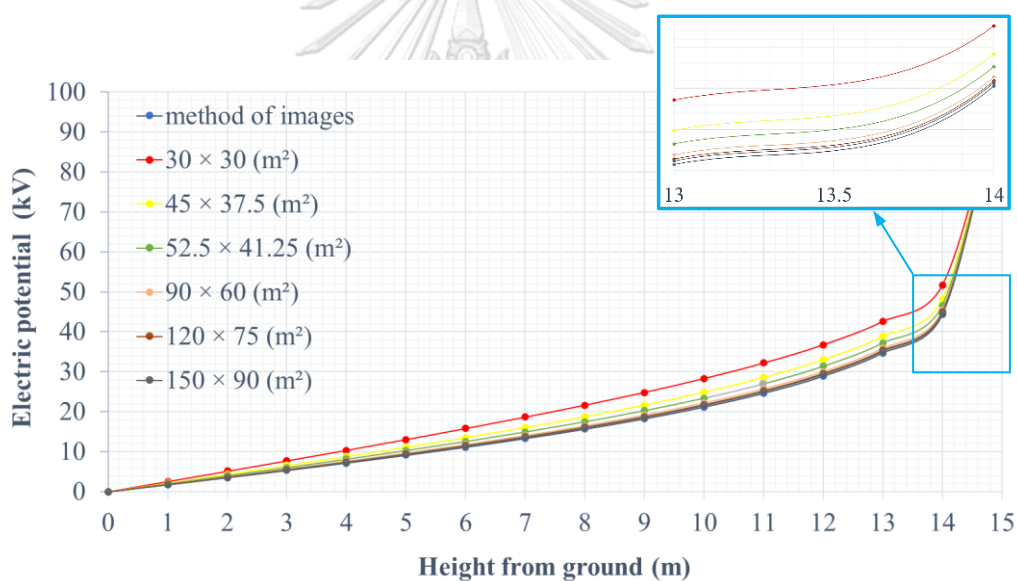 13
13.5
14
100
90
80
70
60
50
40
30
20
10
0
Electric potential (kV)
method of images
30 × 30 (m²)
45 × 37.5 (m²)
52.5 × 41.25 (m²)
90 × 60 (m²)
120 × 75 (m²)
150 × 90 (m²)
0 1 2 3 4 5 6 7 8 9 10 11 12 13 14 15
Height from ground (m)